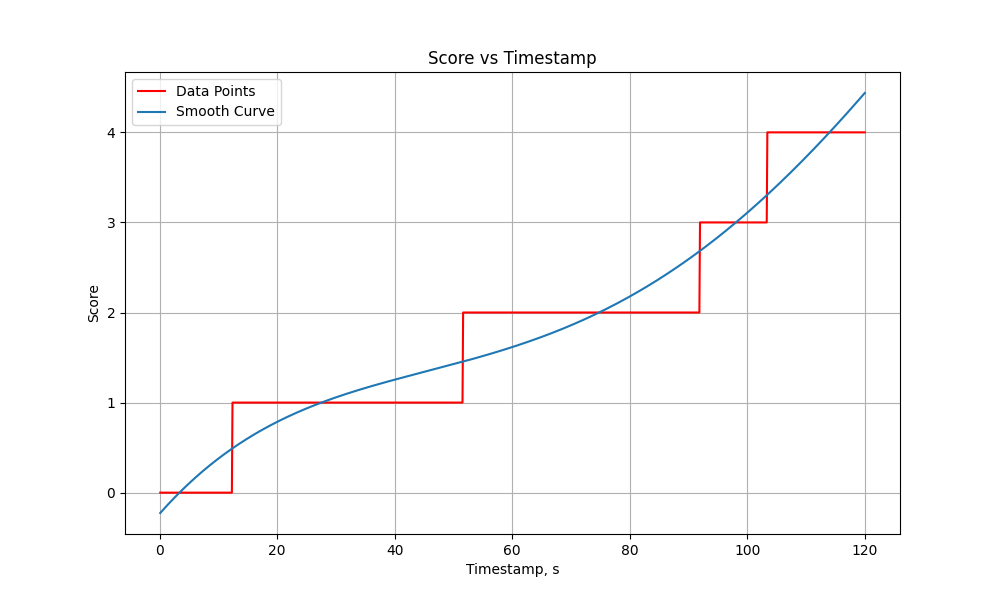 Score vs Timestamp
Data Points
Smooth Curve
4
3
2
1
0
Score
0 20 40 60 80 100 120
Timestamp, s